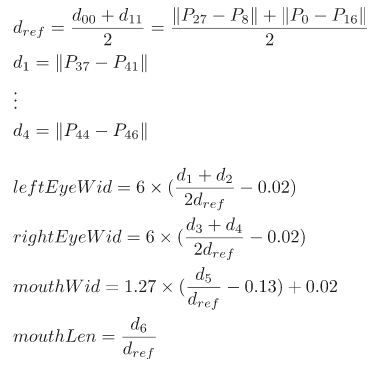 d_{ref} = \frac{d_{00} + d_{11}}{2} = \frac{\|P_{27} - P_8\| + \|P_0 - P_{16}\|}{2}
d_1 = \|P_{37} - P_{41}\|
\vdots
d_4 = \|P_{44} - P_{46}\|
leftEyeWid = 6 \times (\frac{d_1 + d_2}{2d_{ref}} - 0.02)
rightEyeWid = 6 \times (\frac{d_3 + d_4}{2d_{ref}} - 0.02)
mouthWid = 1.27 \times (\frac{d_5}{d_{ref}} - 0.13) + 0.02
mouthLen = \frac{d_6}{d_{ref}}